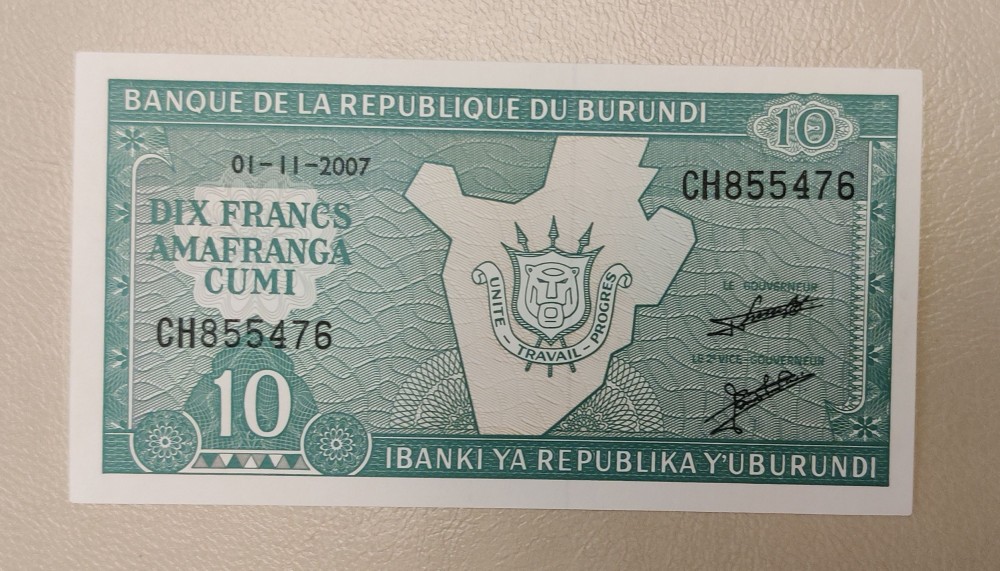 BANQUE DE LA REPUBLIQUE DU BURUNDI
10
01-11-2007
CH855476
DIX FRANCS
AMAFRANGA
CUMI
CH855476
UNITE - TRAVAIL - PROGRES
LE GOUVERNEUR
LE 2E VICE-GOUVERNEUR
10
IBANKI YA REPUBLIKA Y'UBURUNDI